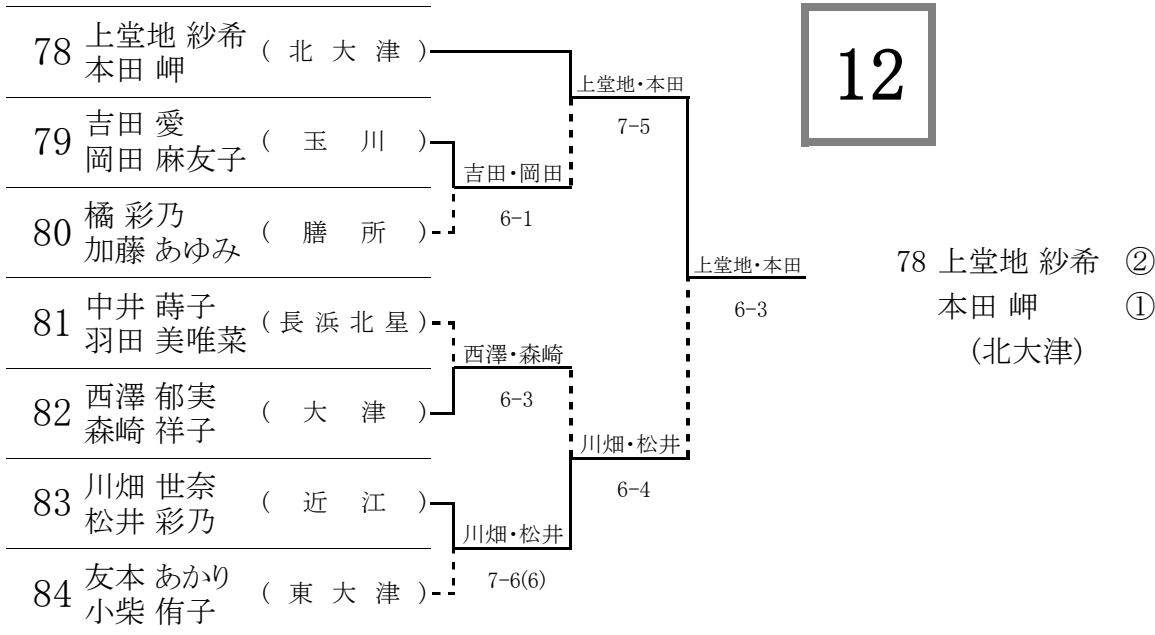 12
78 上堂地 紗希
本田 岬
(北大津)
79 吉田 愛
岡田 麻友子
(玉川)
80 橘 彩乃
加藤 あゆみ
(膳所)
81 中井 蒔子
羽田 美唯菜
(長浜北星)
82 西澤 郁実
森崎 祥子
(大津)
83 川畑 世奈
松井 彩乃
(近江)
84 友本 あかり
小柴 侑子
(東大津)
吉田・岡田
6-1
西澤・森崎
6-3
川畑・松井
7-6(6)
上堂地・本田
7-5
川畑・松井
6-4
上堂地・本田
6-3
78 上堂地 紗希 ②
本田 岬 ①
(北大津)